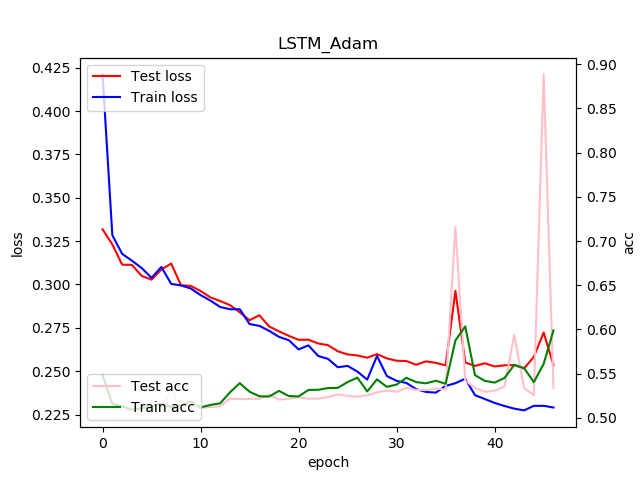 LSTM_Adam
loss
0.425
0.400
0.375
0.350
0.325
0.300
0.275
0.250
0.225
Test loss
Train loss
Test acc
Train acc
0.90
0.85
0.80
0.75
0.70
0.65
0.60
0.55
0.50
acc
0 10 20 30 40
epoch